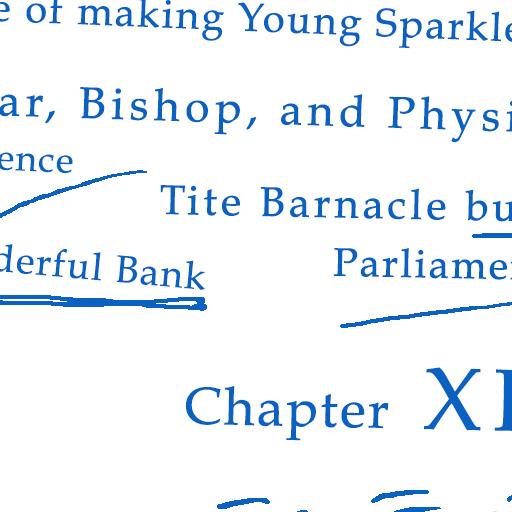 e of making Young Sparkle
ar, Bishop, and Physi
ence
Tite Barnacle bu
derful Bank
Parliame
Chapter XI